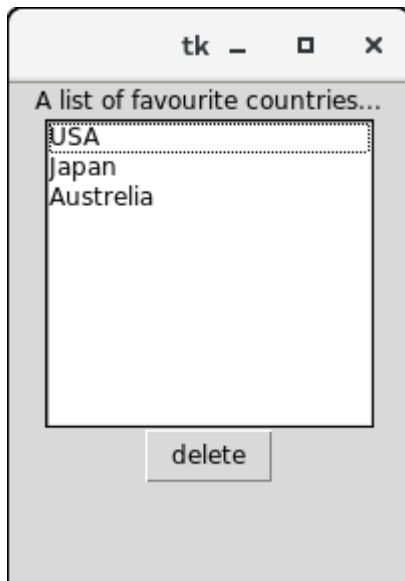 tk
A list of favourite countries...
USA
Japan
Austrelia
delete